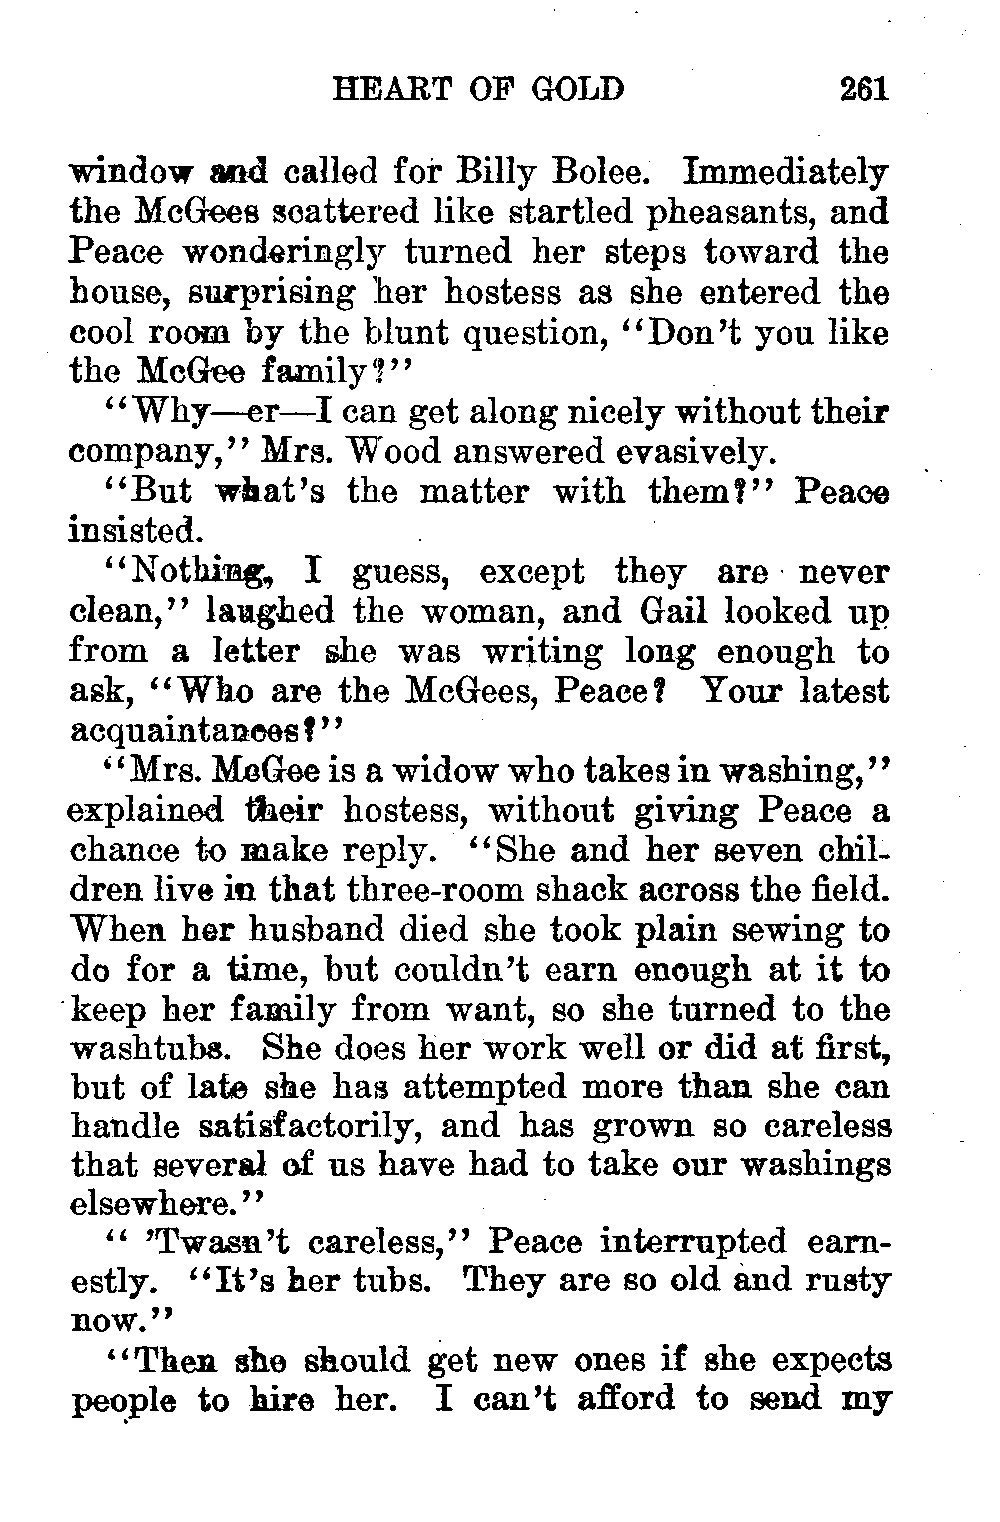 HEART OF GOLD 261
window and called for Billy Bolee. Immediately
the McGees scattered like startled pheasants, and
Peace wonderingly turned her steps toward the
house, surprising her hostess as she entered the
cool room by the blunt question, “Don’t you like
the McGee family?”
“Why—er—I can get along nicely without their
company,” Mrs. Wood answered evasively.
“But what’s the matter with them?” Peace
insisted.
“Nothing, I guess, except they are never
clean,” laughed the woman, and Gail looked up
from a letter she was writing long enough to
ask, “Who are the McGees, Peace? Your latest
acquaintances?”
“Mrs. McGee is a widow who takes in washing,”
explained their hostess, without giving Peace a
chance to make reply. “She and her seven chil-
dren live in that three-room shack across the field.
When her husband died she took plain sewing to
do for a time, but couldn’t earn enough at it to
keep her family from want, so she turned to the
washtubs. She does her work well or did at first,
but of late she has attempted more than she can
handle satisfactorily, and has grown so careless
that several of us have had to take our washings
elsewhere.”
“ ’Twasn’t careless,” Peace interrupted earn-
estly. “It’s her tubs. They are so old and rusty
now.”
“Then she should get new ones if she expects
people to hire her. I can’t afford to send my